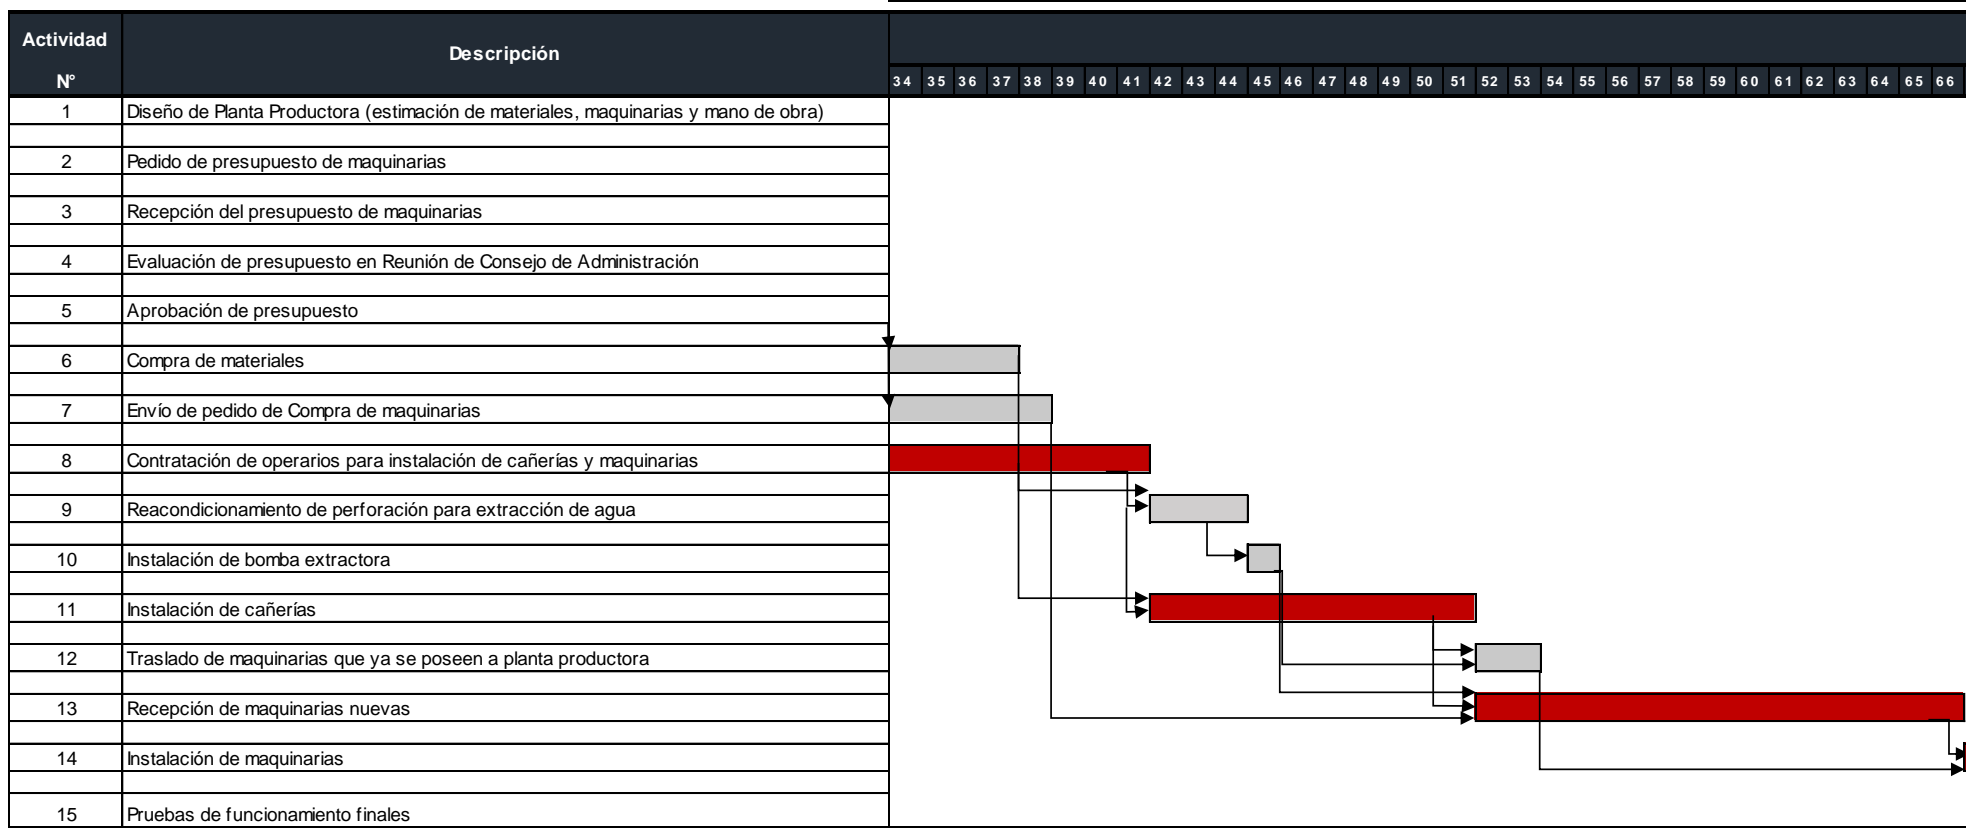 Actividad
N°
Descripción
34 35 36 37 38 39 40 41 42 43 44 45 46 47 48 49 50 51 52 53 54 55 56 57 58 59 60 61 62 63 64 65 66
1 Diseño de Planta Productora (estimación de materiales, maquinarias y mano de obra)
2 Pedido de presupuesto de maquinarias
3 Recepción del presupuesto de maquinarias
4 Evaluación de presupuesto en Reunión de Consejo de Administración
5 Aprobación de presupuesto
6 Compra de materiales
7 Envío de pedido de Compra de maquinarias
8 Contratación de operarios para instalación de cañerías y maquinarias
9 Reacondicionamiento de perforación para extracción de agua
10 Instalación de bomba extractora
11 Instalación de cañerías
12 Traslado de maquinarias que ya se poseen a planta productora
13 Recepción de maquinarias nuevas
14 Instalación de maquinarias
15 Pruebas de funcionamiento finales